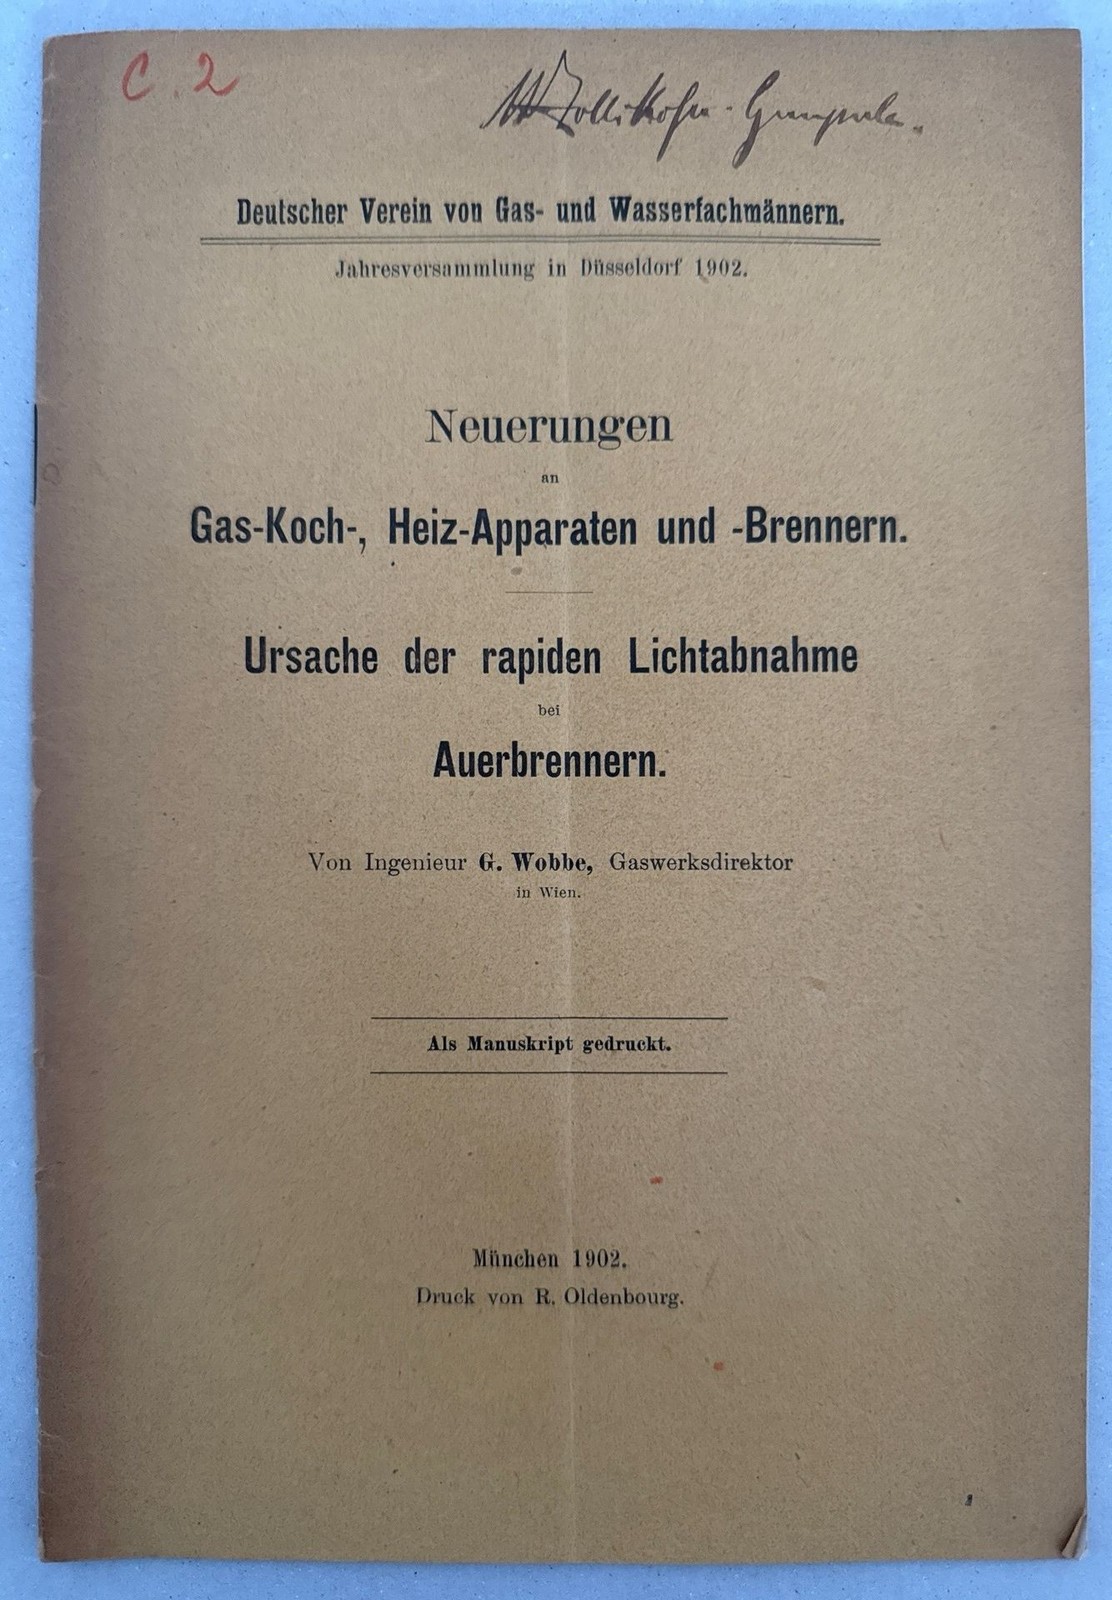 C. 2
Deutscher Verein von Gas- und Wasserfachmännern.
Jahresversammlung in Düsseldorf 1902.
Neuerungen
an
Gas-Koch-, Heiz-Apparaten und -Brennern.
Ursache der rapiden Lichtabnahme
bei
Auerbrennern.
Von Ingenieur G. Wobbe, Gaswerksdirektor
in Wien.
Als Manuskript gedruckt.
München 1902.
Druck von R. Oldenbourg.